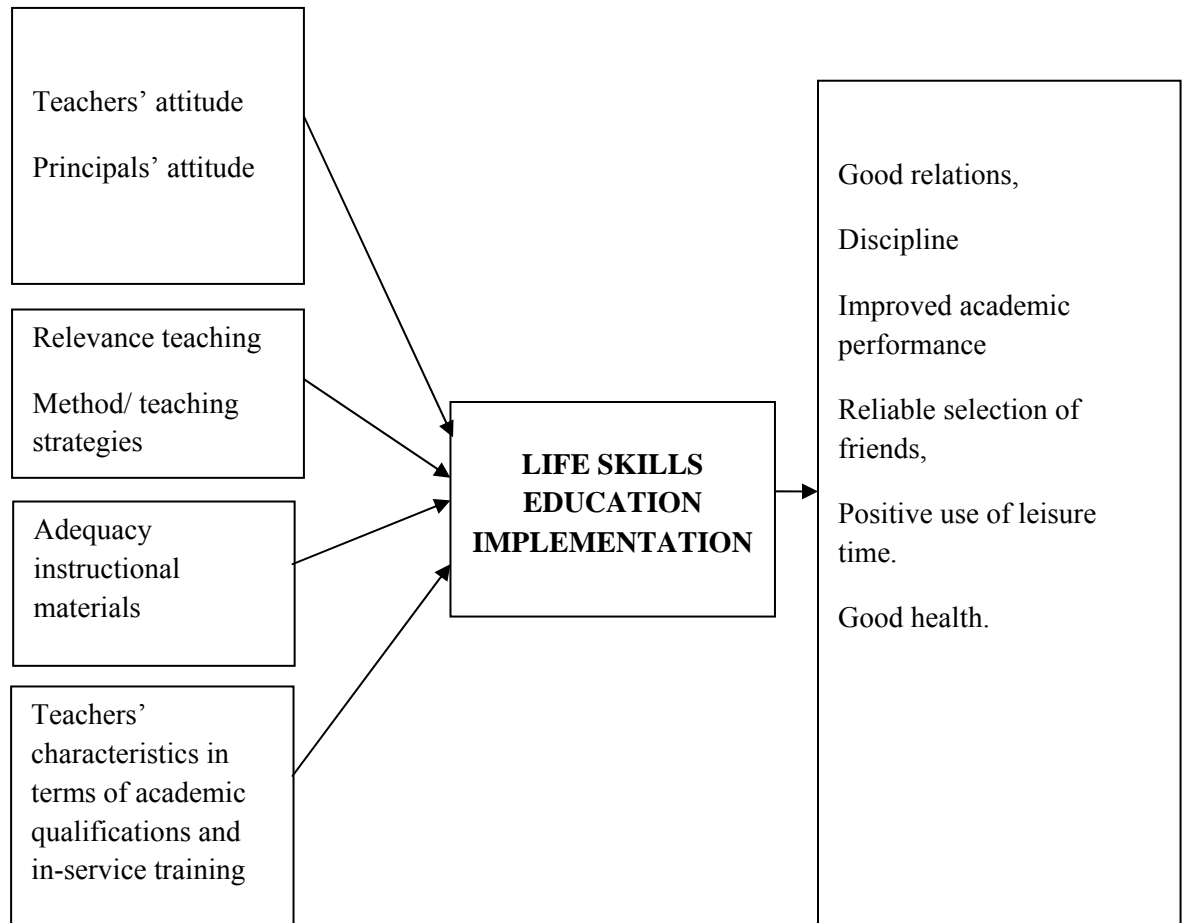 Teachers’ attitude
Principals’ attitude
Relevance teaching
Method/ teaching
strategies
Adequacy
instructional
materials
Teachers’
characteristics in
terms of academic
qualifications and
in-service training
LIFE SKILLS
EDUCATION
IMPLEMENTATION
Good relations,
Discipline
Improved academic
performance
Reliable selection of
friends,
Positive use of leisure
time.
Good health.